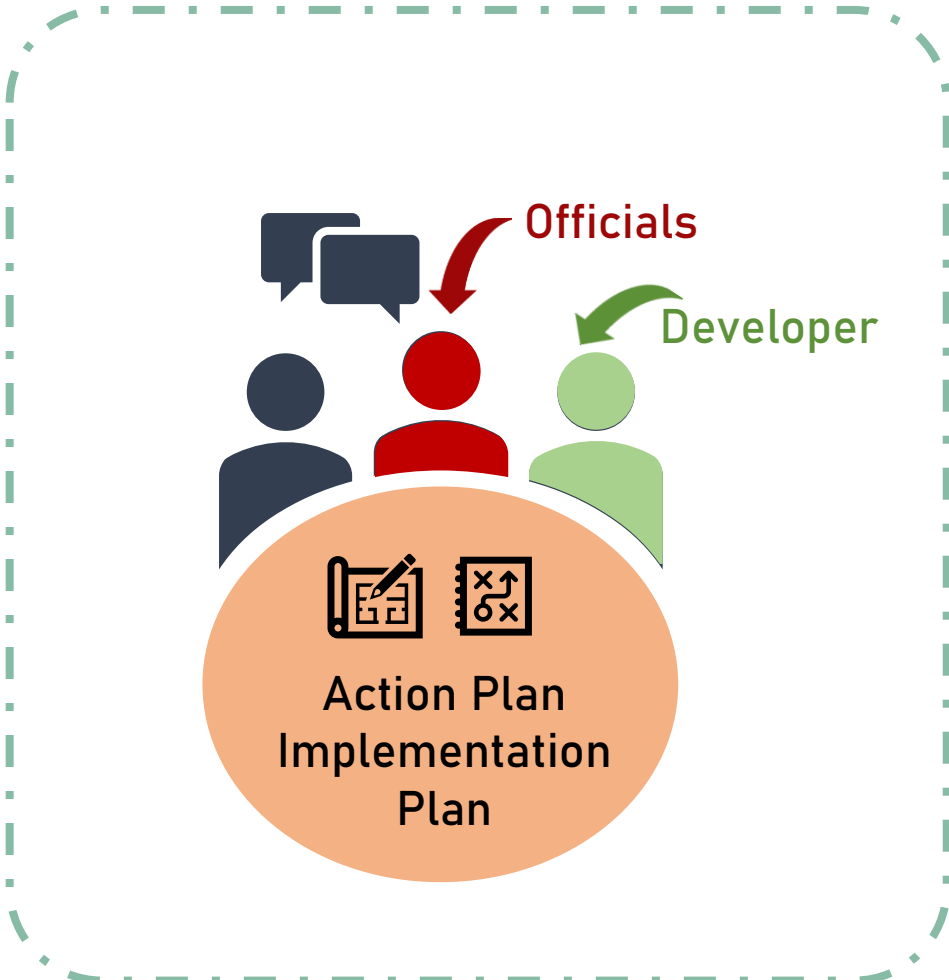 Officials
Developer
Action Plan
Implementation
Plan